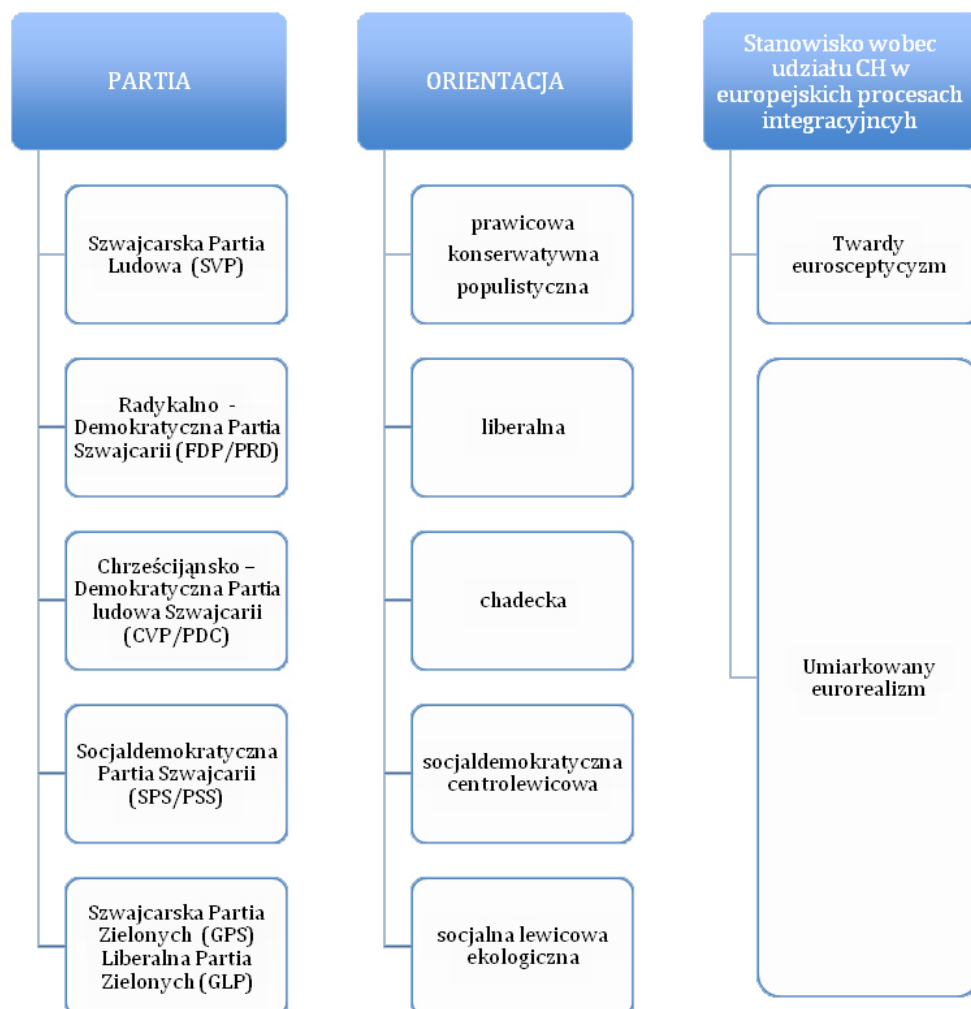 PARTIA
Szwajcarska Partia
Ludowa (SVP)
Radykalno -
Demokratyczna Partia
Szwajcarii (FDP/PRD)
Chrześcijąnsko –
Demokratyczna Partia
ludowa Szwajcarii
(CVP/PDC)
Socjaldemokratyczna
Partia Szwajcarii
(SPS/PSS)
Szwajcarska Partia
Zielonych (GPS)
Liberalna Partia
Zielonych (GLP)
ORIENTACJA
prawicowa
konserwatywna
populistyczna
liberalna
chadecka
socjaldemokratyczna
centrolewicowa
socjalna lewicowa
ekologiczna
Stanowisko wobec
udziału CH w
europejskich procesach
integracyjncyh
Twardy
eurosceptycyzm
Umiarkowany
eurorealizm